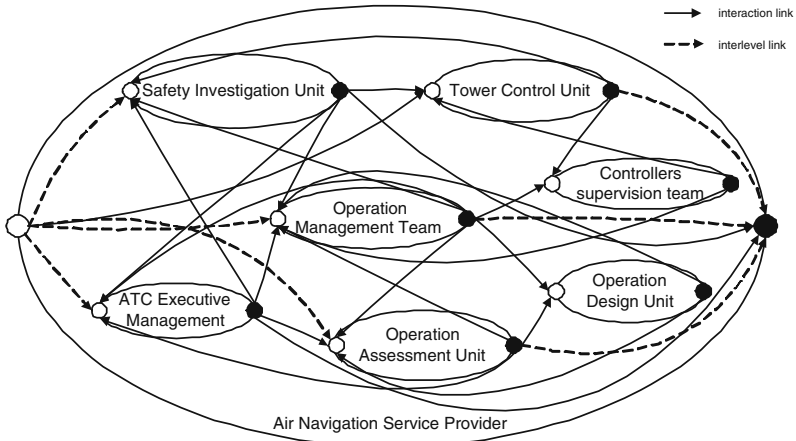 interaction link
interlevel link
Safety Investigation Unit
Tower Control Unit
Controllers
supervision team
Operation
Management Team
ATC Executive
Management
Operation
Design Unit
Operation
Assessment Unit
Air Navigation Service Provider